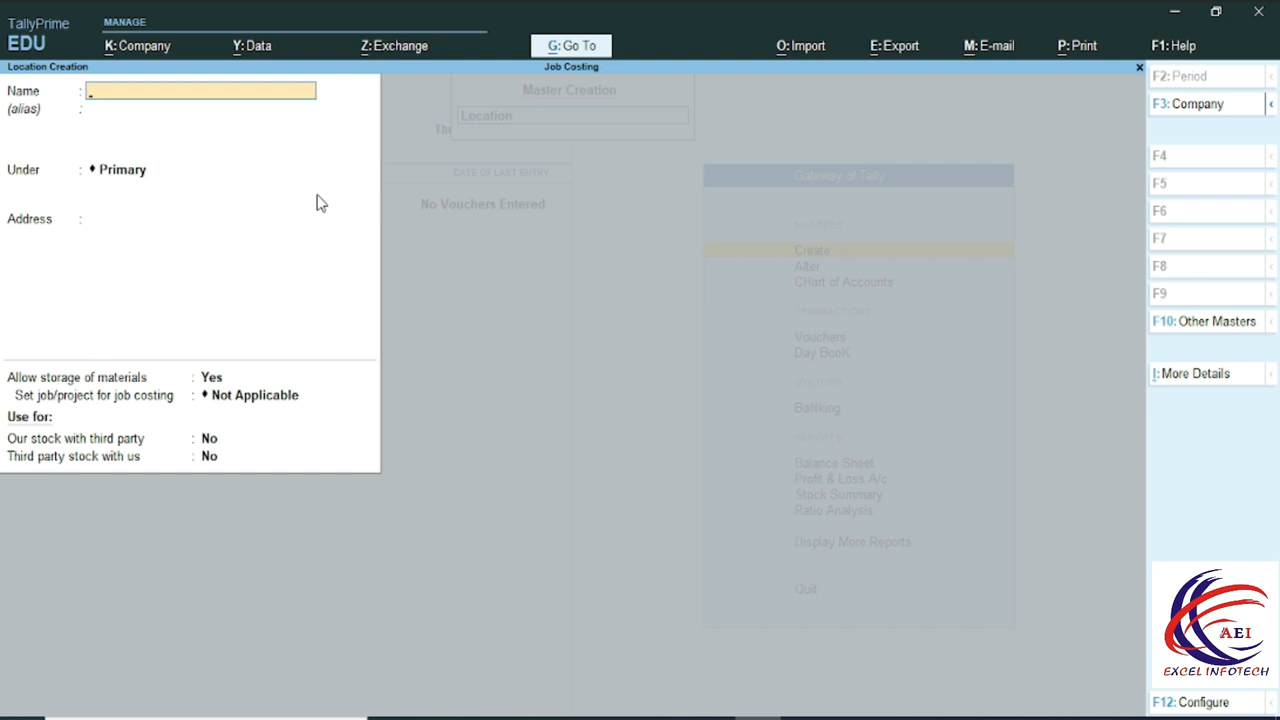 TallyPrime
EDU
MANAGE
K: Company
Y: Data
Z: Exchange
G: Go To
O: Import
E: Export
M: E-mail
P: Print
F1: Help
Location Creation
Job Costing
×
Name :
(alias) :
Under : ♦ Primary
Address :
Allow storage of materials : Yes
Set job/project for job costing : ♦ Not Applicable
Use for:
Our stock with third party : No
Third party stock with us : No
Master Creation
Location
DATE OF LAST ENTRY
No Vouchers Entered
Gateway of Tally
MASTERS
Create
Alter
CHart of Accounts
TRANSACTIONS
Vouchers
Day BooK
UTILITIES
BaNking
REPORTS
Balance Sheet
Profit & Loss A/c
Stock Summary
Ratio Analysis
Display More Reports
Quit
F2: Period
F3: Company
F4
F5
F6
F7
F8
F9
F10: Other Masters
I: More Details
AEI
EXCEL INFOTECH
F12: Configure